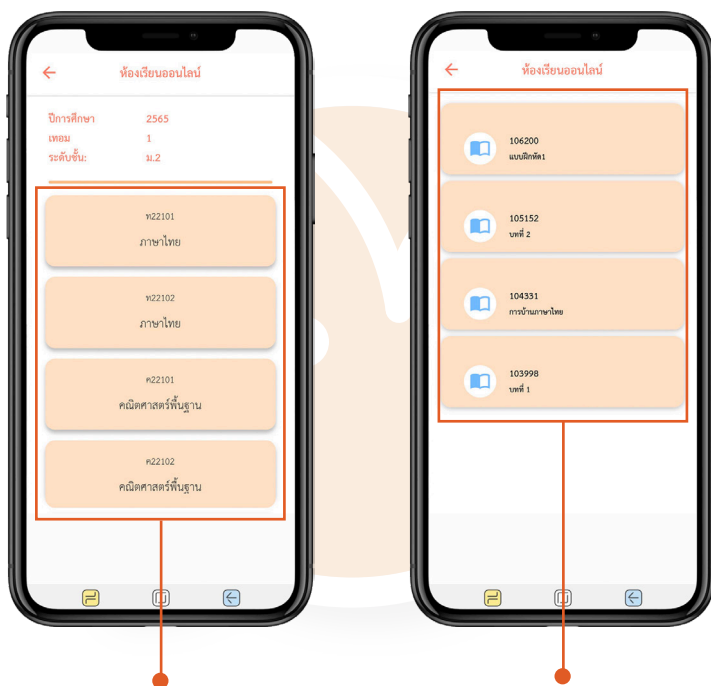 ห้องเรียนออนไลน์
ปีการศึกษา 2565
เทอม 1
ระดับชั้น: ม.2
ท22101
ภาษาไทย
ท22102
ภาษาไทย
ค22101
คณิตศาสตร์พื้นฐาน
ค22102
คณิตศาสตร์พื้นฐาน
ห้องเรียนออนไลน์
106200
แบบฝึกหัด1
105152
บทที่ 2
104331
การบ้านภาษาไทย
103998
บทที่ 1